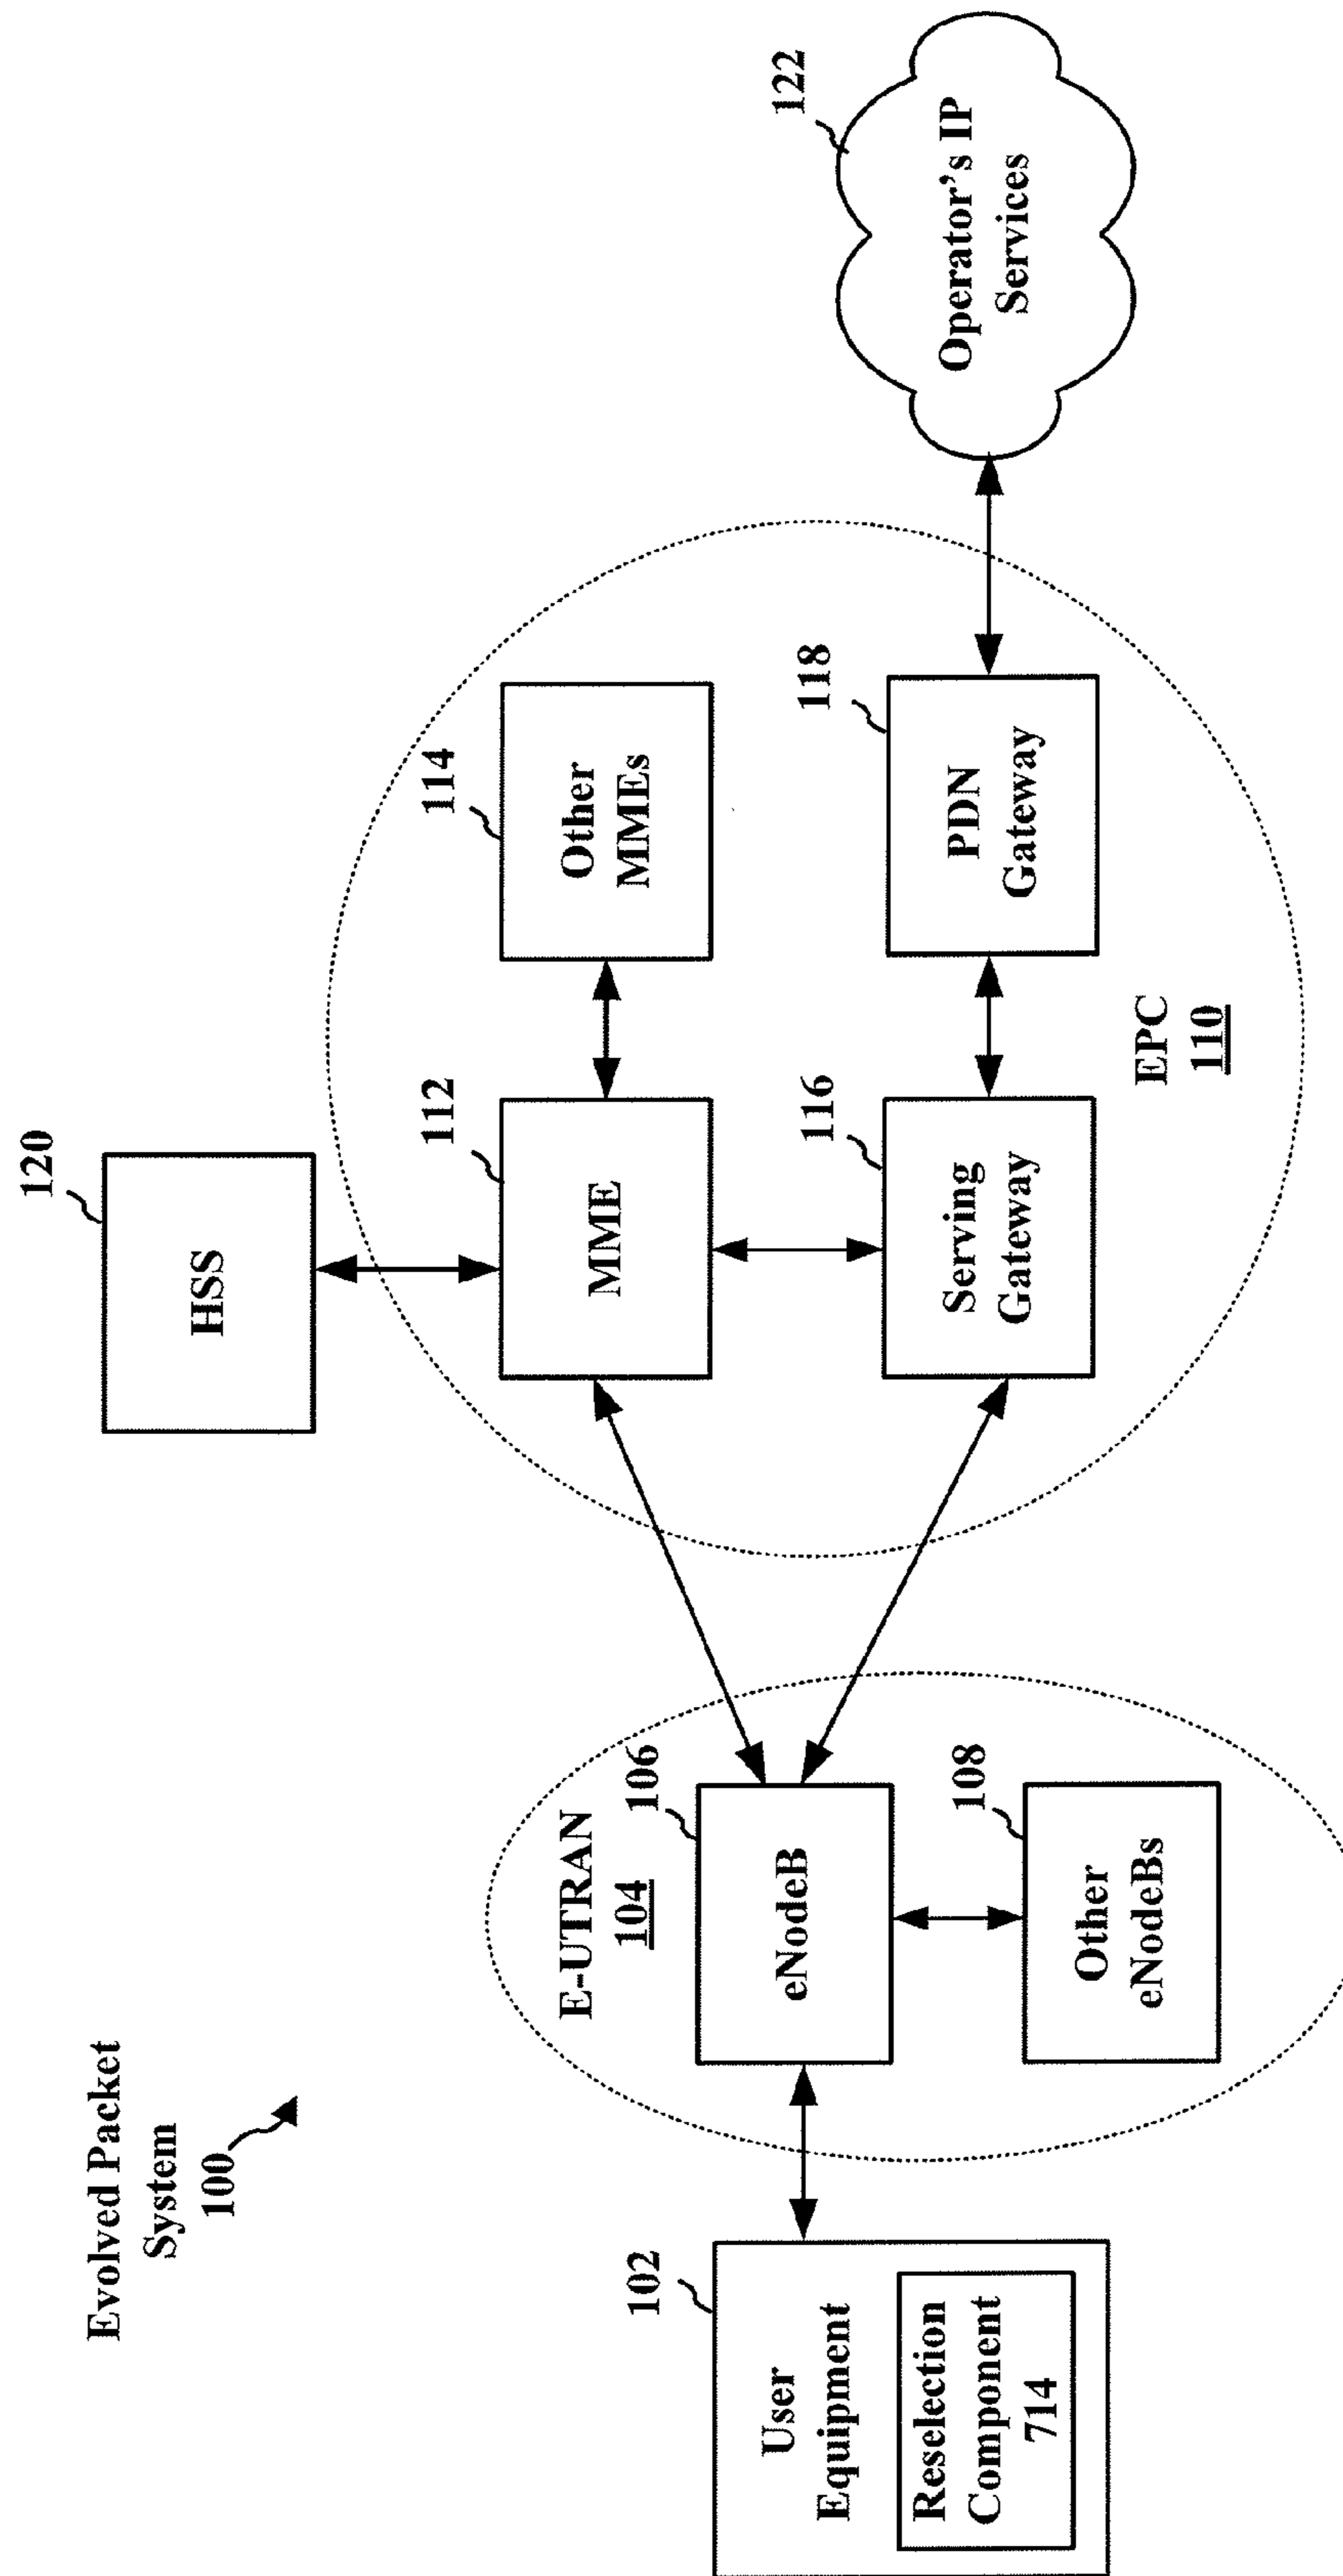 Evolved Packet
System
100
120
HSS
112
MME
114
Other
MMEs
E-UTRAN
104
106
eNodeB
102
User
Equipment
Reselection
Component
714
108
Other
eNodeBs
116
Serving
Gateway
118
PDN
Gateway
EPC
110
122
Operator's IP
Services